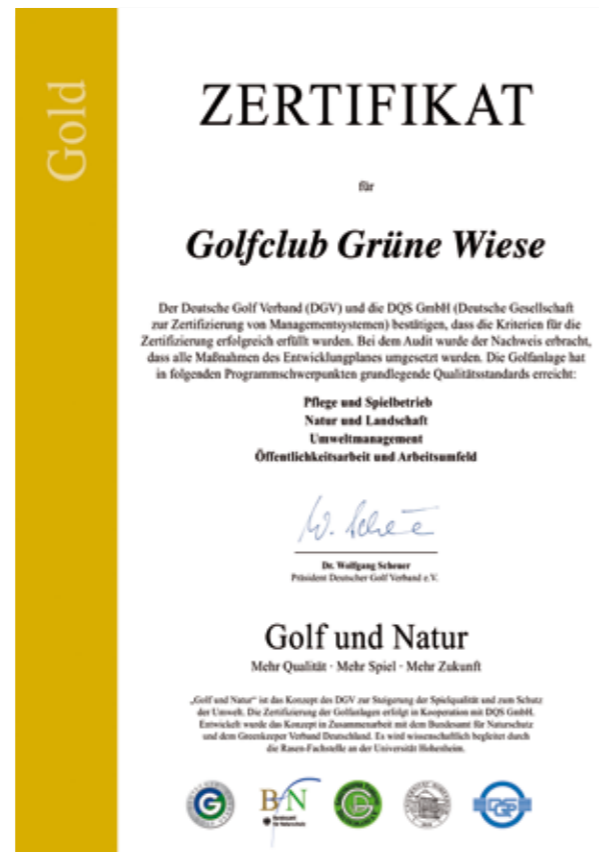 Gold
ZERTIFIKAT
für
Golfclub Grüne Wiese
Der Deutsche Golf Verband (DGV) und die DQS GmbH (Deutsche Gesellschaft
zur Zertifizierung von Managementsystemen) bestätigen, dass die Kriterien für die
Zertifizierung erfolgreich erfüllt wurden. Bei dem Audit wurde der Nachweis erbracht,
dass alle Maßnahmen des Entwicklungplanes umgesetzt wurden. Die Golfanlage hat
in folgenden Programmschwerpunkten grundlegende Qualitätsstandards erreicht:
Pflege und Spielbetrieb
Natur und Landschaft
Umweltmanagement
Öffentlichkeitsarbeit und Arbeitsumfeld
Dr. Wolfgang Scheuer
Präsident Deutscher Golf Verband e.V.
Golf und Natur
Mehr Qualität · Mehr Spiel · Mehr Zukunft
„Golf und Natur“ ist das Konzept des DGV zur Steigerung der Spielqualität und zum Schutz
der Umwelt. Die Zertifizierung der Golfanlagen erfolgt in Kooperation mit DQS GmbH.
Entwickelt wurde das Konzept in Zusammenarbeit mit dem Bundesamt für Naturschutz
und dem Greenkeeper Verband Deutschland. Es wird wissenschaftlich begleitet durch
die Rasen-Fachstelle an der Universität Hohenheim.
BfN